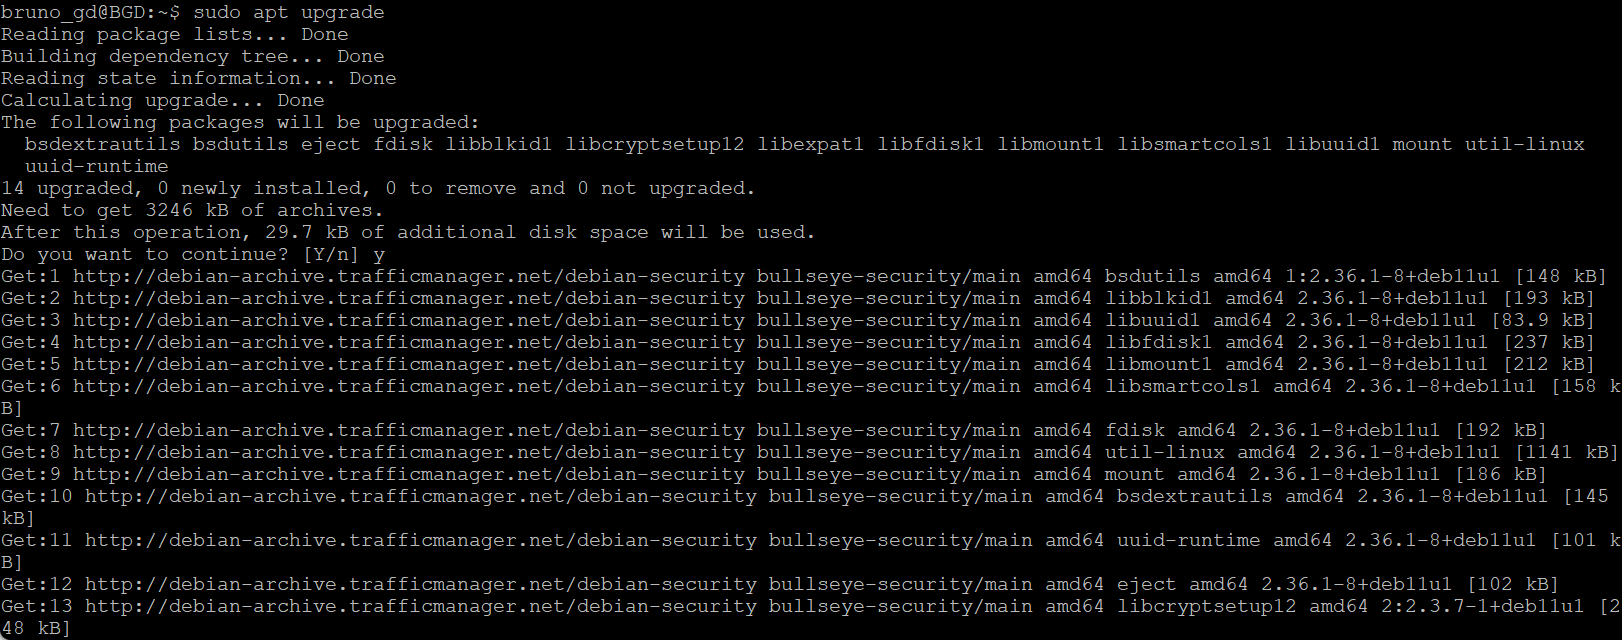 bruno_gd@BGD:~$ sudo apt upgrade
Reading package lists... Done
Building dependency tree... Done
Reading state information... Done
Calculating upgrade... Done
The following packages will be upgraded:
  bsdextrautils bsdutils eject fdisk libblkid1 libcryptsetup12 libexpat1 libfdisk1 libmount1 libsmartcols1 libuuid1 mount util-linux
  uuid-runtime
14 upgraded, 0 newly installed, 0 to remove and 0 not upgraded.
Need to get 3246 kB of archives.
After this operation, 29.7 kB of additional disk space will be used.
Do you want to continue? [Y/n] y
Get:1 http://debian-archive.trafficmanager.net/debian-security bullseye-security/main amd64 bsdutils amd64 1:2.36.1-8+deb11u1 [148 kB]
Get:2 http://debian-archive.trafficmanager.net/debian-security bullseye-security/main amd64 libblkid1 amd64 2.36.1-8+deb11u1 [193 kB]
Get:3 http://debian-archive.trafficmanager.net/debian-security bullseye-security/main amd64 libuuid1 amd64 2.36.1-8+deb11u1 [83.9 kB]
Get:4 http://debian-archive.trafficmanager.net/debian-security bullseye-security/main amd64 libfdisk1 amd64 2.36.1-8+deb11u1 [237 kB]
Get:5 http://debian-archive.trafficmanager.net/debian-security bullseye-security/main amd64 libmount1 amd64 2.36.1-8+deb11u1 [212 kB]
Get:6 http://debian-archive.trafficmanager.net/debian-security bullseye-security/main amd64 libsmartcols1 amd64 2.36.1-8+deb11u1 [158 k
B]
Get:7 http://debian-archive.trafficmanager.net/debian-security bullseye-security/main amd64 fdisk amd64 2.36.1-8+deb11u1 [192 kB]
Get:8 http://debian-archive.trafficmanager.net/debian-security bullseye-security/main amd64 util-linux amd64 2.36.1-8+deb11u1 [1141 kB]
Get:9 http://debian-archive.trafficmanager.net/debian-security bullseye-security/main amd64 mount amd64 2.36.1-8+deb11u1 [186 kB]
Get:10 http://debian-archive.trafficmanager.net/debian-security bullseye-security/main amd64 bsdextrautils amd64 2.36.1-8+deb11u1 [145
kB]
Get:11 http://debian-archive.trafficmanager.net/debian-security bullseye-security/main amd64 uuid-runtime amd64 2.36.1-8+deb11u1 [101 k
B]
Get:12 http://debian-archive.trafficmanager.net/debian-security bullseye-security/main amd64 eject amd64 2.36.1-8+deb11u1 [102 kB]
Get:13 http://debian-archive.trafficmanager.net/debian-security bullseye-security/main amd64 libcryptsetup12 amd64 2:2.3.7-1+deb11u1 [2
48 kB]